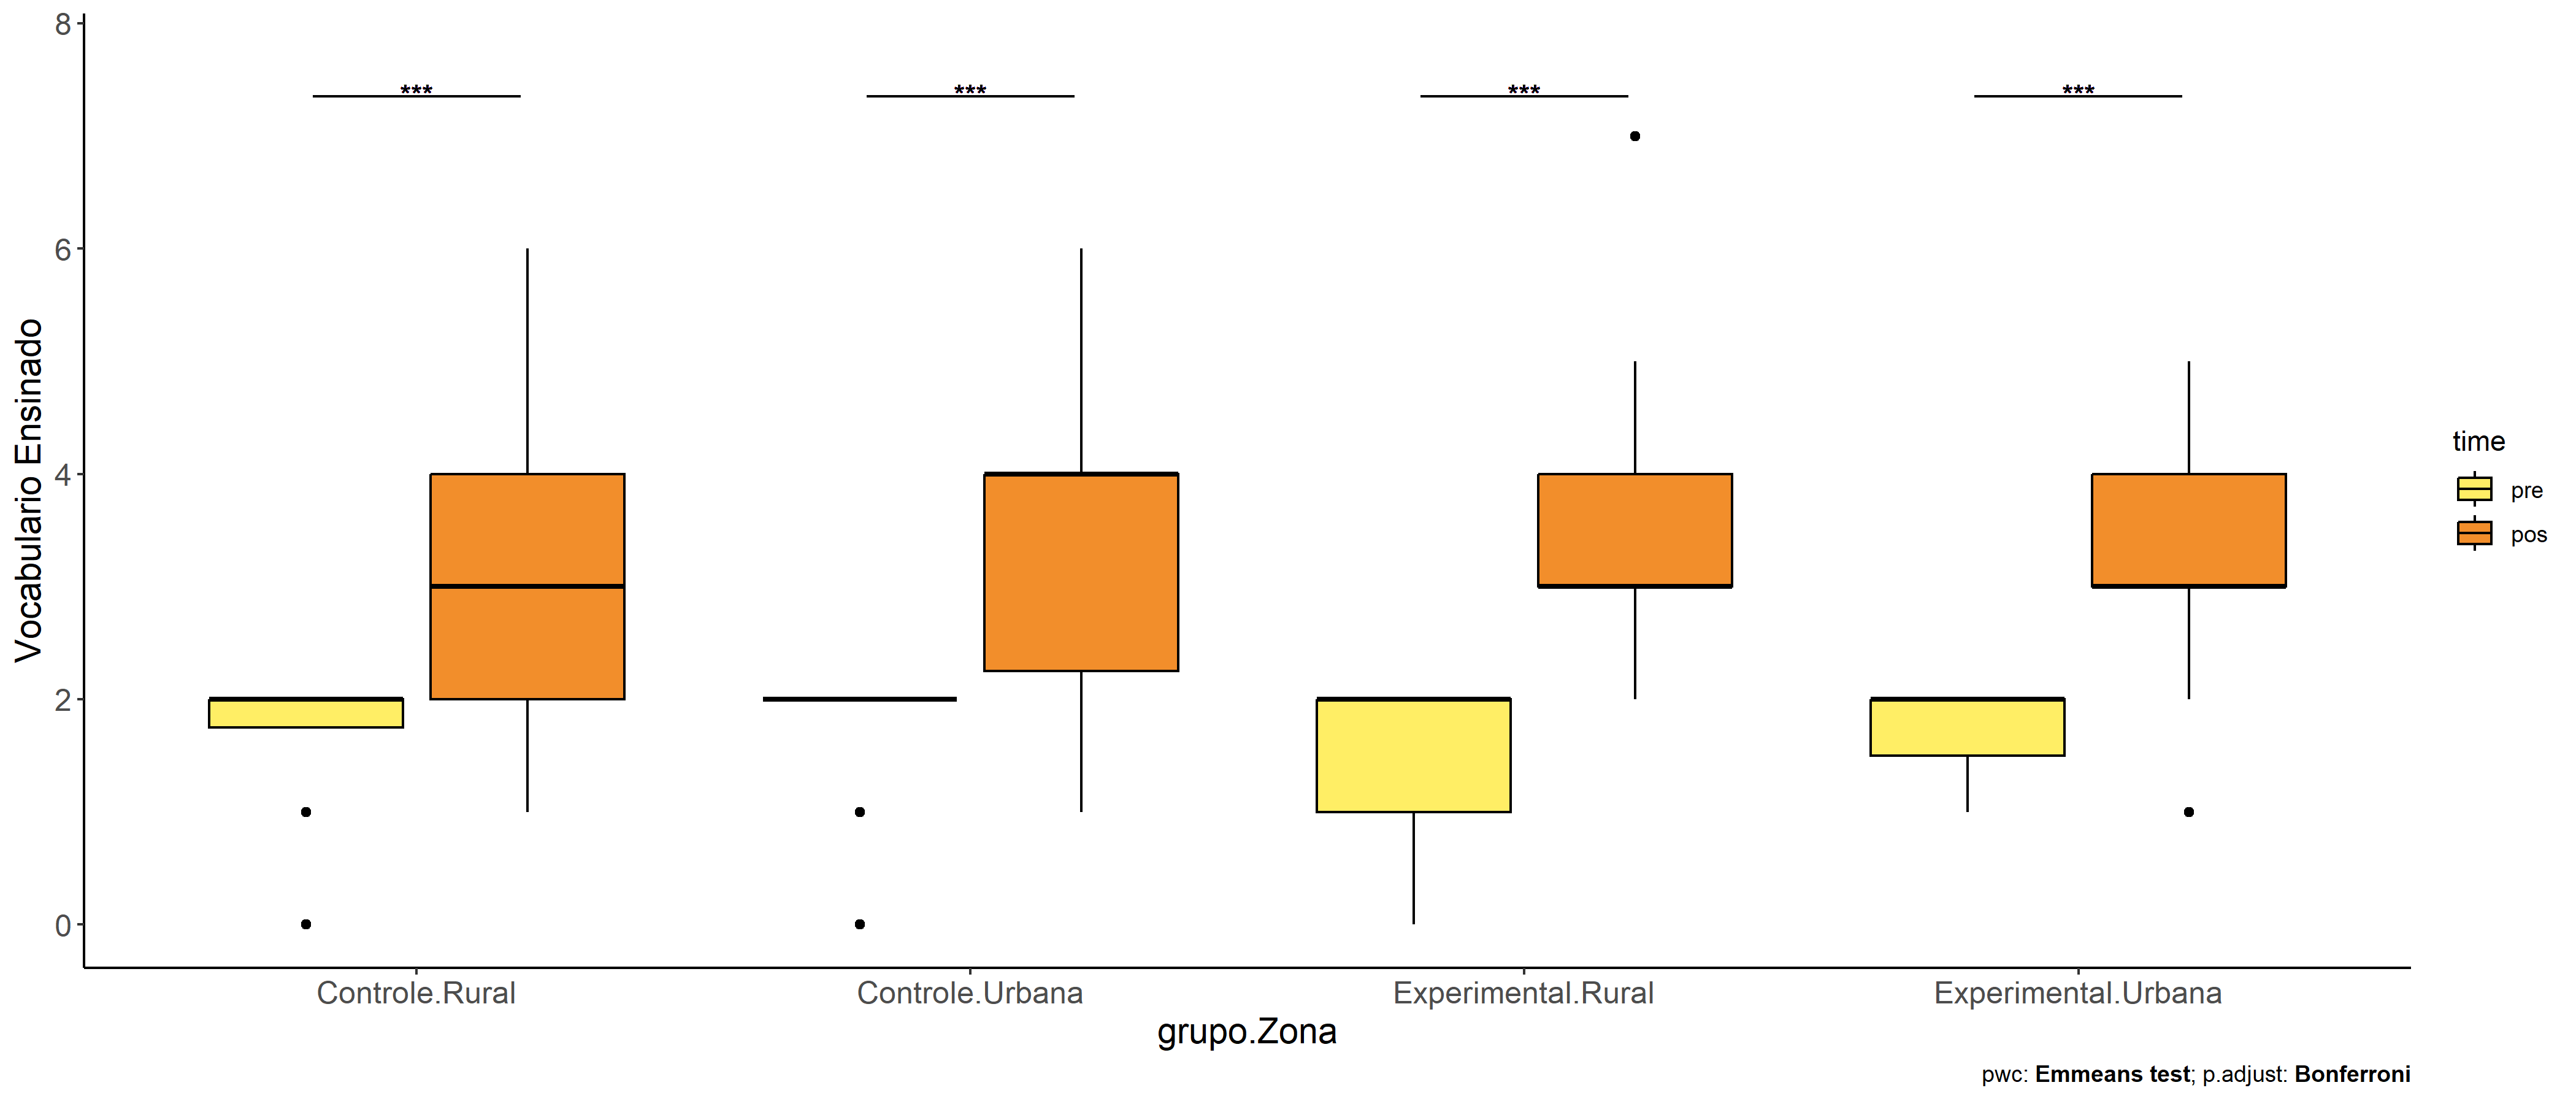 8
6
4
2
0
Vocabulario Ensinado
***
***
***
***
Controle.Rural
Controle.Urbana
Experimental.Rural
Experimental.Urbana
grupo.Zona
time
pre
pos
pwc: Emmeans test; p.adjust: Bonferroni